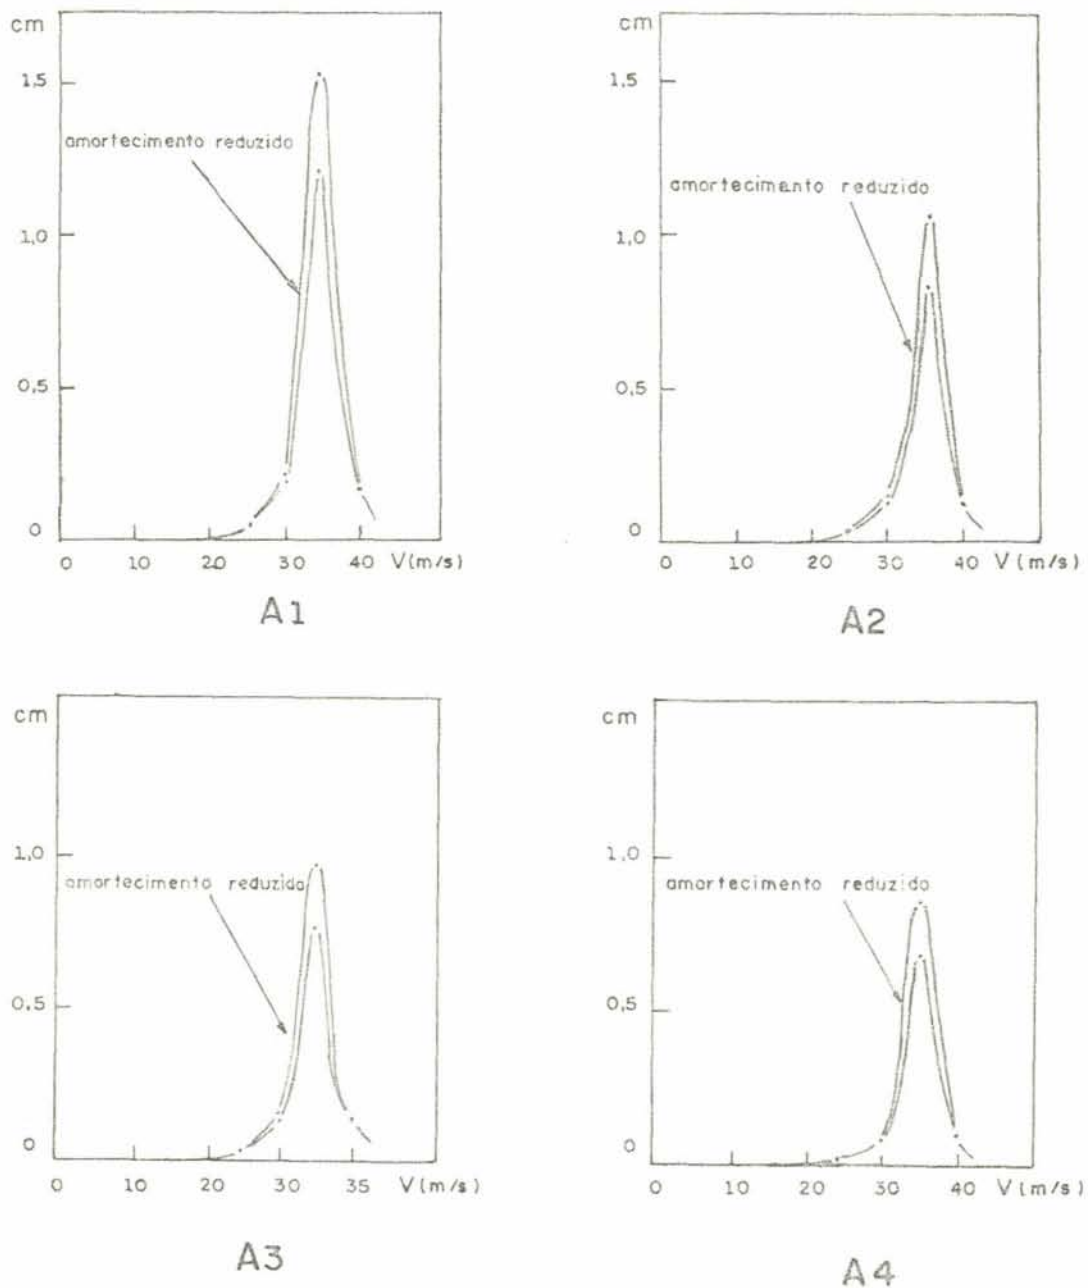 cm
1,5
amortecimento reduzido
1,0
0,5
0
0 10 20 30 40 V(m/s)
A1
cm
1,5
amortecimento reduzido
1,0
0,5
0
0 10 20 30 40 V(m/s)
A2
cm
1,0
amortecimento reduzido
0,5
0
0 10 20 30 35 V(m/s)
A3
cm
1,0
amortecimento reduzido
0,5
0
0 10 20 30 40 V(m/s)
A4